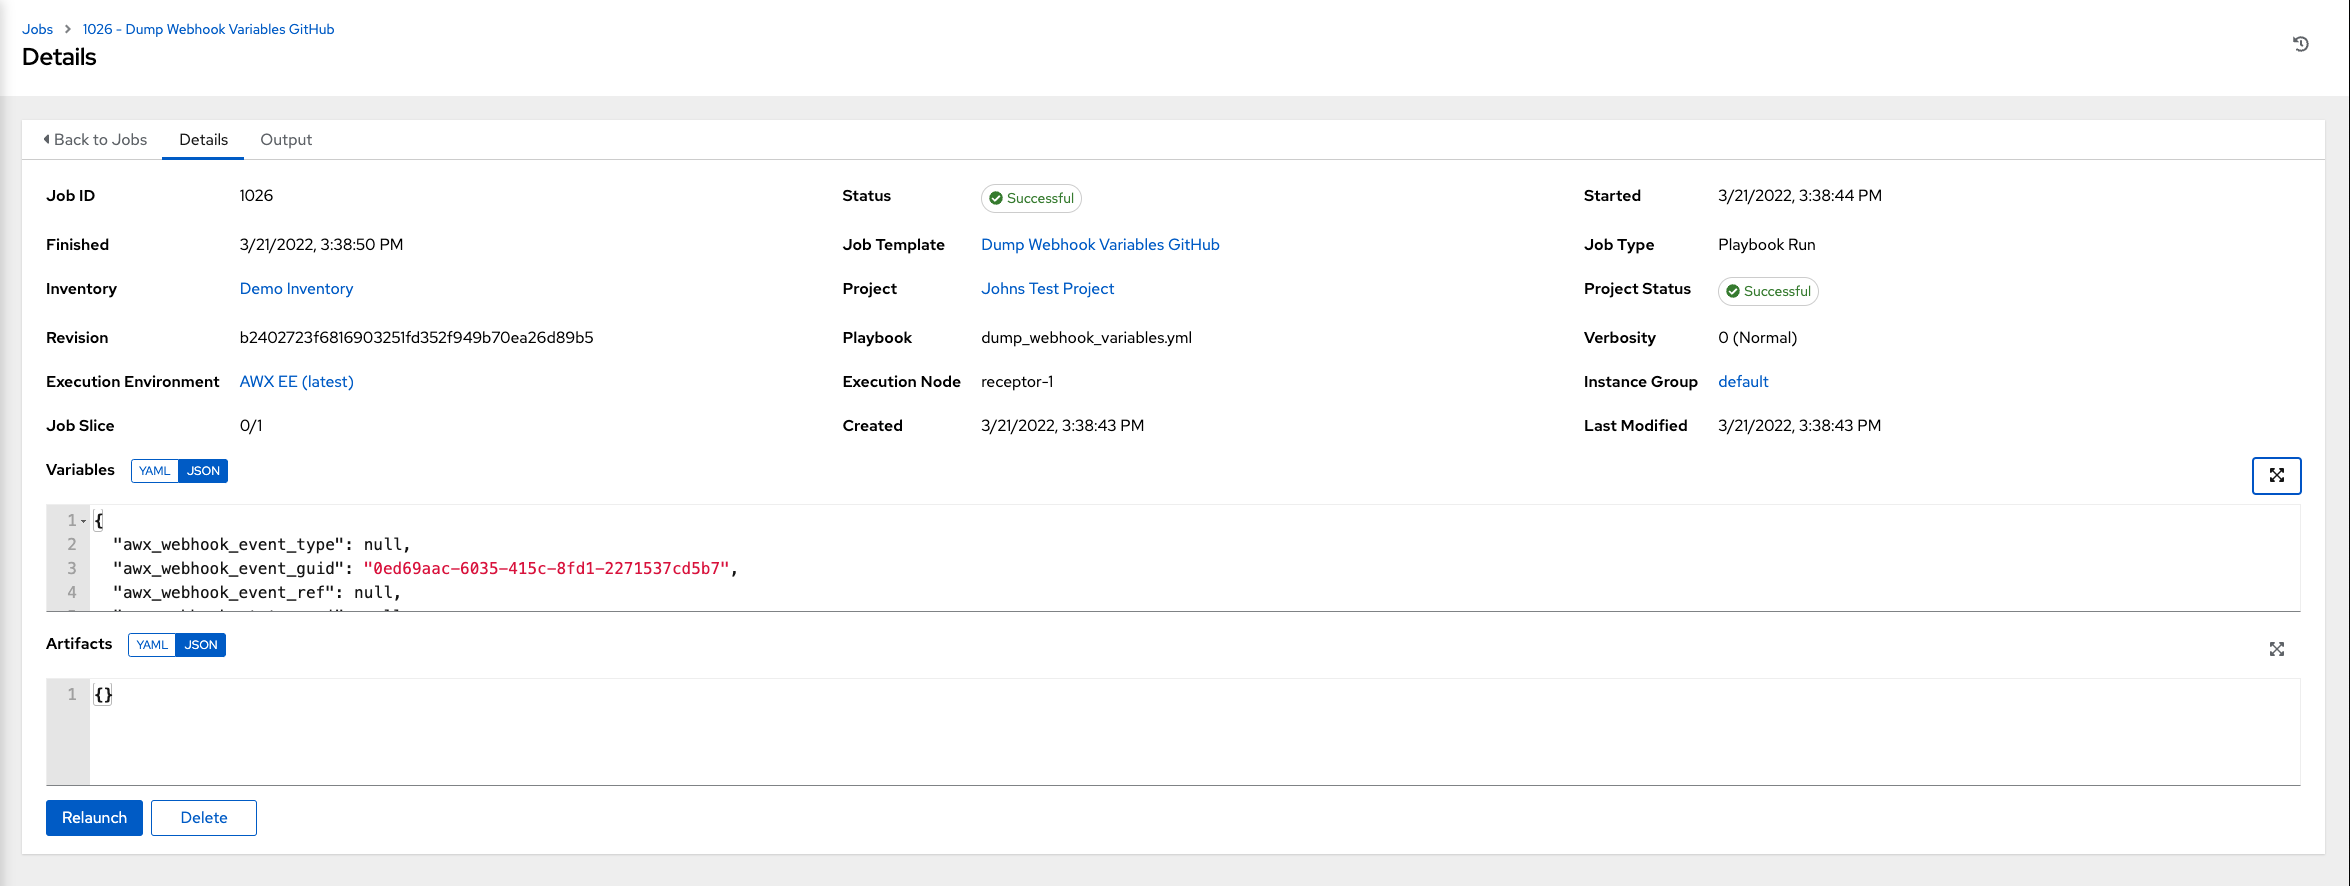 Jobs > 1026 - Dump Webhook Variables GitHub
Details
Back to Jobs Details Output
Job ID 1026 Status Successful Started 3/21/2022, 3:38:44 PM
Finished 3/21/2022, 3:38:50 PM Job Template Dump Webhook Variables GitHub Job Type Playbook Run
Inventory Demo Inventory Project Johns Test Project Project Status Successful
Revision b2402723f6816903251fd352f949b70ea26d89b5 Playbook dump_webhook_variables.yml Verbosity 0 (Normal)
Execution Environment AWX EE (latest) Execution Node receptor-1 Instance Group default
Job Slice 0/1 Created 3/21/2022, 3:38:43 PM Last Modified 3/21/2022, 3:38:43 PM
Variables YAML JSON
1 {
2 "awx_webhook_event_type": null,
3 "awx_webhook_event_guid": "0ed69aac-6035-415c-8fd1-2271537cd5b7",
4 "awx_webhook_event_ref": null,
Artifacts YAML JSON
1 {}
Relaunch Delete